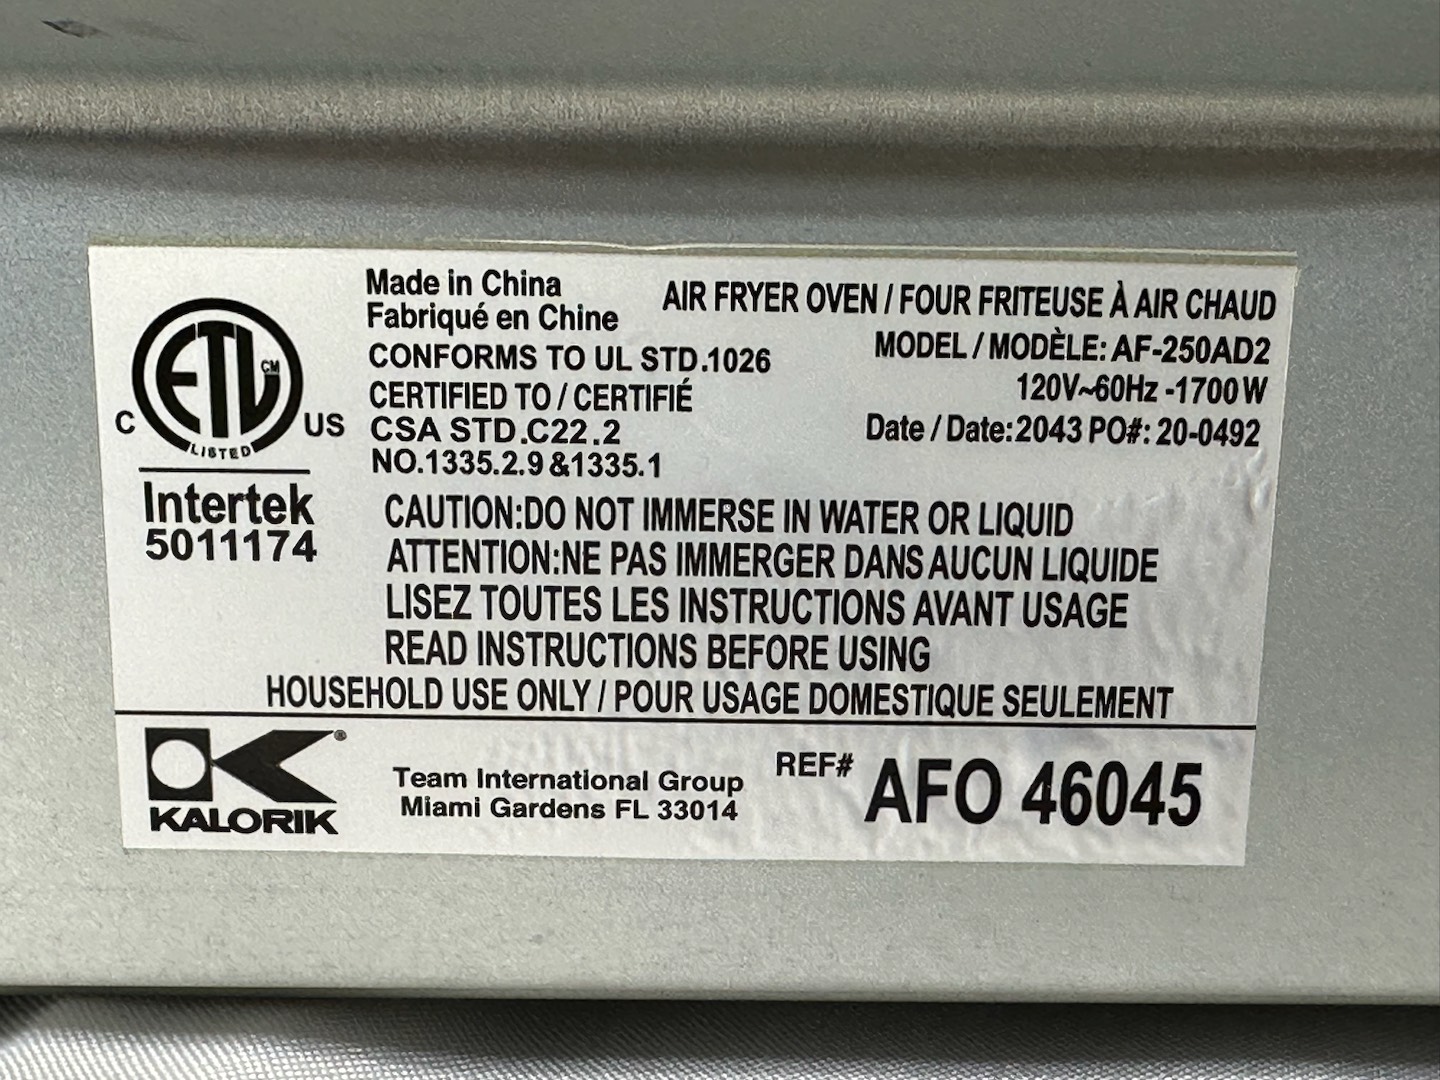 Made in China
Fabriqué en Chine
CONFORMS TO UL STD.1026
CERTIFIED TO / CERTIFIÉ
CSA STD.C22.2
NO.1335.2.9 &1335.1
AIR FRYER OVEN / FOUR FRITEUSE À AIR CHAUD
MODEL / MODÈLE: AF-250AD2
120V~60Hz -1700 W
Date / Date: 2043 PO#: 20-0492
ETL CM
LISTED
C US
Intertek
5011174
CAUTION:DO NOT IMMERSE IN WATER OR LIQUID
ATTENTION:NE PAS IMMERGER DANS AUCUN LIQUIDE
LISEZ TOUTES LES INSTRUCTIONS AVANT USAGE
READ INSTRUCTIONS BEFORE USING
HOUSEHOLD USE ONLY / POUR USAGE DOMESTIQUE SEULEMENT
K®
KALORIK
Team International Group
Miami Gardens FL 33014
REF# AFO 46045